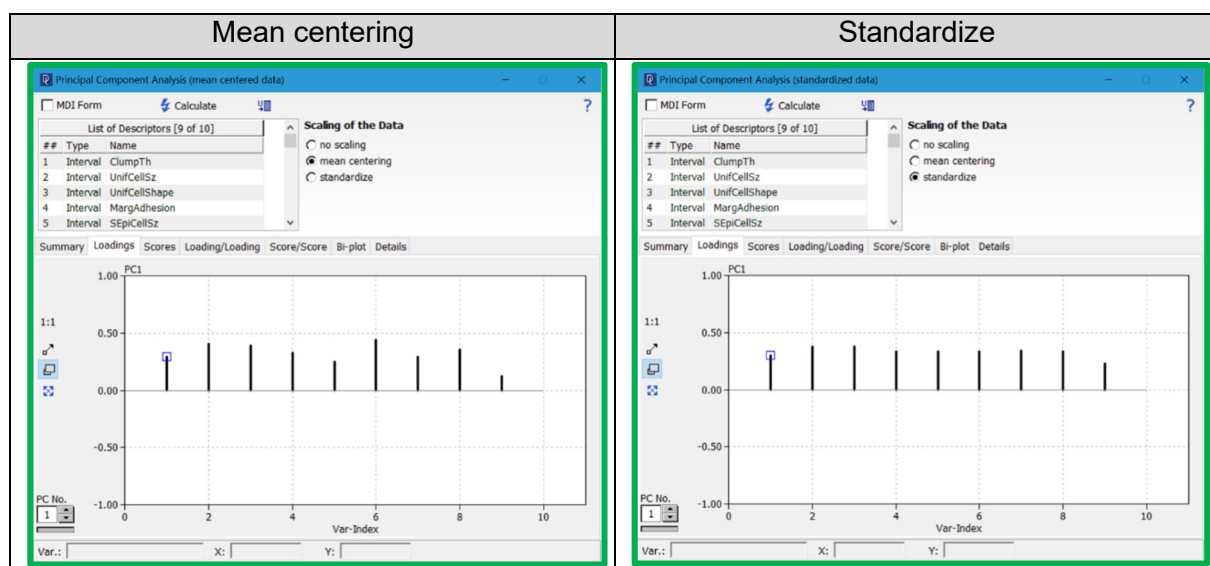 Mean centering
Standardize
Principal Component Analysis (mean centered data)
MDI Form Calculate ?
List of Descriptors [9 of 10] Scaling of the Data
## Type Name no scaling
1 Interval ClumpTh mean centering
2 Interval UnifCellSz standardize
3 Interval UnifCellShape
4 Interval MargAdhesion
5 Interval SEpiCellSz
Summary Loadings Scores Loading/Loading Score/Score Bi-plot Details
PC1
1.00
1:1
0.50
0.00
-0.50
PC No.
-1.00
1
0 2 4 6 8 10
Var-Index
Var.: X: Y:
Principal Component Analysis (standardized data)
MDI Form Calculate ?
List of Descriptors [9 of 10] Scaling of the Data
## Type Name no scaling
1 Interval ClumpTh mean centering
2 Interval UnifCellSz standardize
3 Interval UnifCellShape
4 Interval MargAdhesion
5 Interval SEpiCellSz
Summary Loadings Scores Loading/Loading Score/Score Bi-plot Details
PC1
1.00
1:1
0.50
0.00
-0.50
PC No.
-1.00
1
0 2 4 6 8 10
Var-Index
Var.: X: Y: